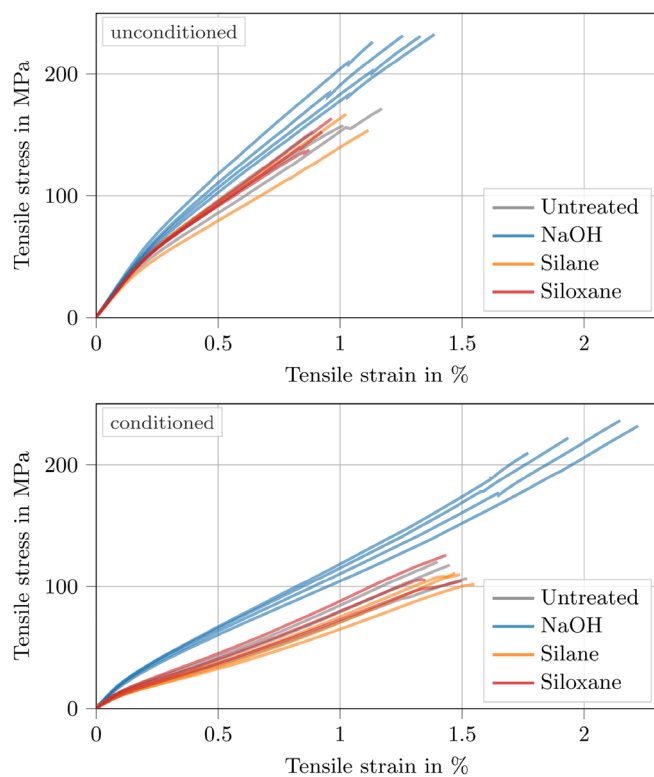 unconditioned
Tensile stress in MPa
200
100
0
Untreated
NaOH
Silane
Siloxane
0 0.5 1 1.5 2
Tensile strain in %
conditioned
Tensile stress in MPa
200
100
0
Untreated
NaOH
Silane
Siloxane
0 0.5 1 1.5 2
Tensile strain in %